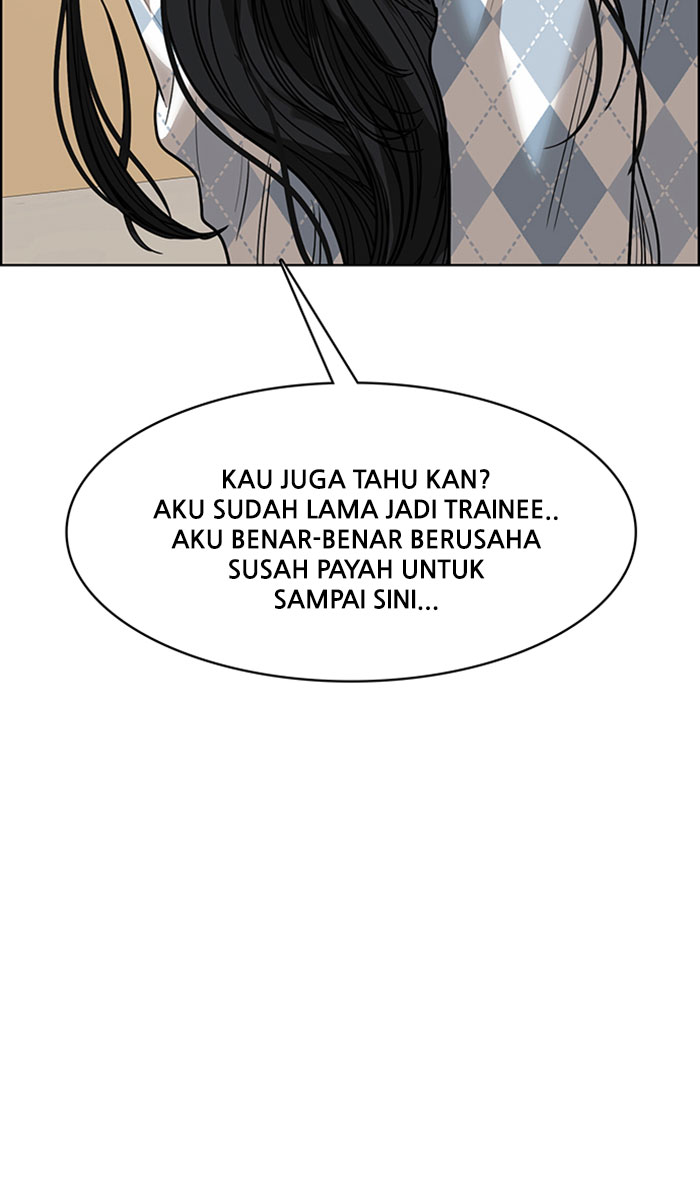 KAU JUGA TAHU KAN?
AKU SUDAH LAMA JADI TRAINEE..
AKU BENAR-BENAR BERUSAHA
SUSAH PAYAH UNTUK
SAMPAI SINI...